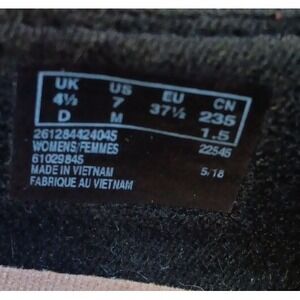 UK US EU CN
4½ 7 37½ 235
D M 1.5
261284424045
WOMENS/FEMMES 22545
61029845
MADE IN VIETNAM 5/18
FABRIQUE AU VIETNAM